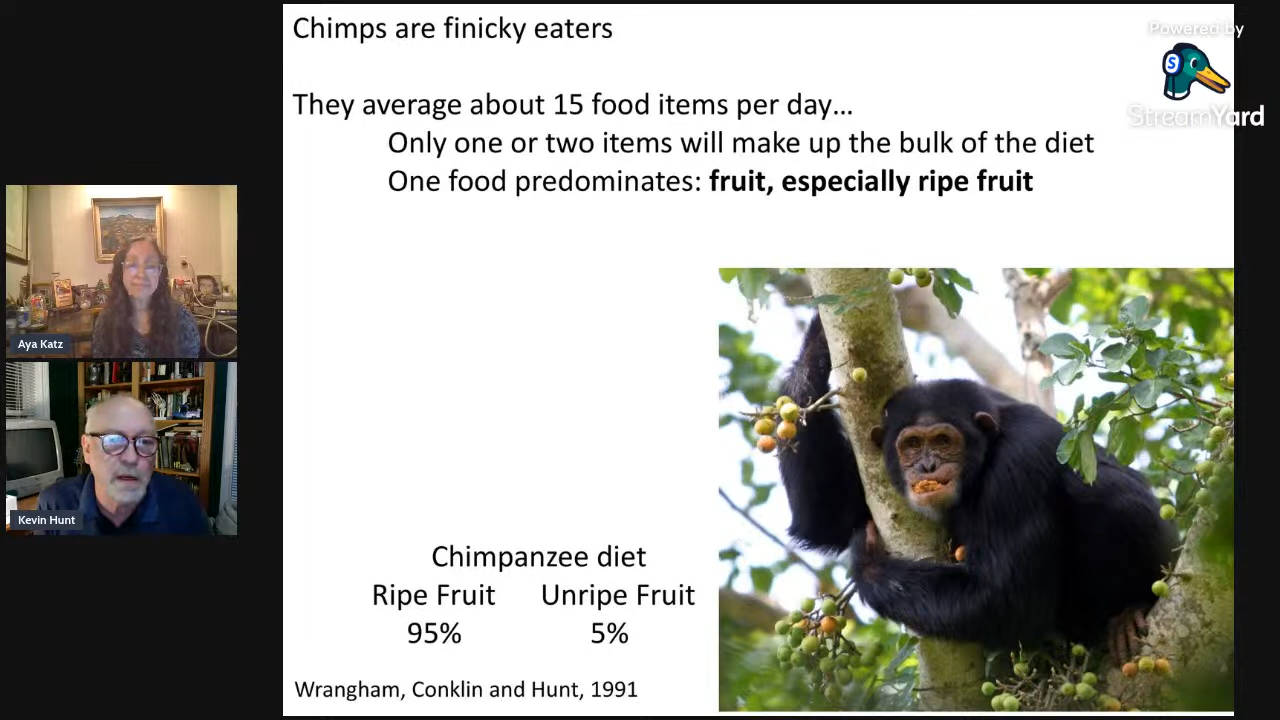 Chimps are finicky eaters
They average about 15 food items per day...
Only one or two items will make up the bulk of the diet
One food predominates: fruit, especially ripe fruit
Chimpanzee diet
Ripe Fruit Unripe Fruit
95% 5%
Wrangham, Conklin and Hunt, 1991
Powered by
S
StreamYard
Aya Katz
Kevin Hunt